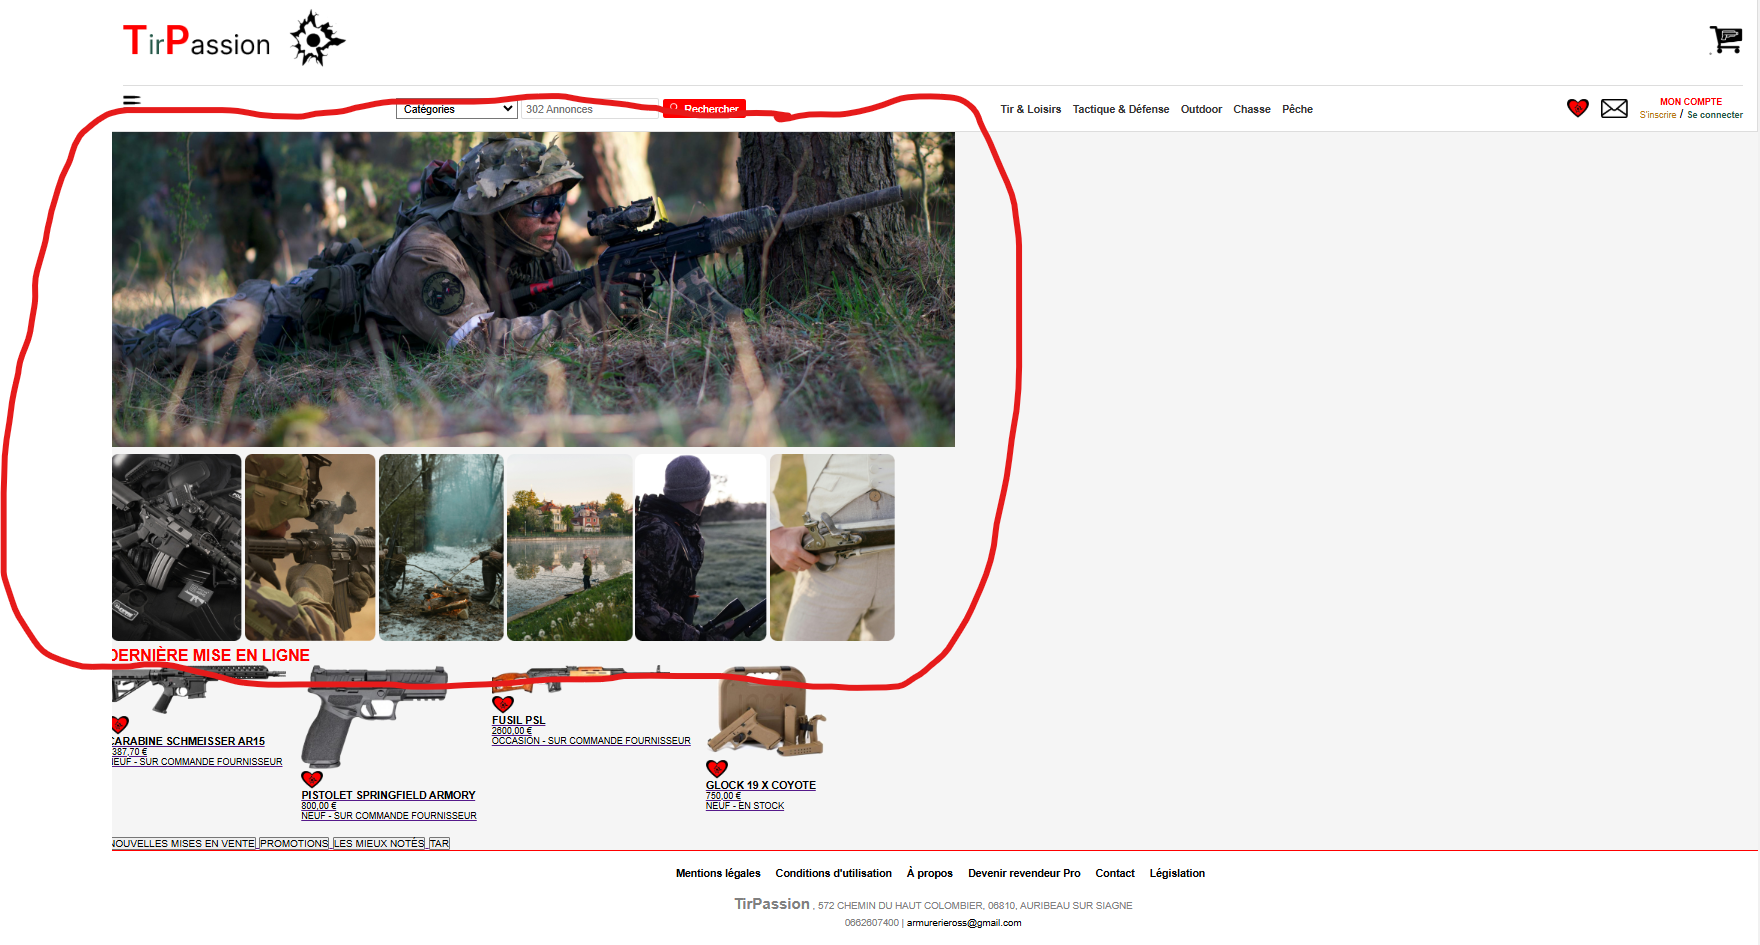 TirPassion
Catégories
302 Annonces
Rechercher
Tir & Loisirs
Tactique & Défense
Outdoor
Chasse
Pêche
MON COMPTE
S'inscrire / Se connecter
DERNIÈRE MISE EN LIGNE
CARABINE SCHMEISSER AR15
387,70 €
NEUF - SUR COMMANDE FOURNISSEUR
PISTOLET SPRINGFIELD ARMORY
800,00 €
NEUF - SUR COMMANDE FOURNISSEUR
FUSIL PSL
2600,00 €
OCCASION - SUR COMMANDE FOURNISSEUR
GLOCK 19 X COYOTE
750,00 €
NEUF - EN STOCK
NOUVELLES MISES EN VENTE PROMOTIONS LES MIEUX NOTÉS TAR
Mentions légales
Conditions d'utilisation
À propos
Devenir revendeur Pro
Contact
Législation
TirPassion , 572 CHEMIN DU HAUT COLOMBIER, 06810, AURIBEAU SUR SIAGNE
0662607400 | armurerieross@gmail.com